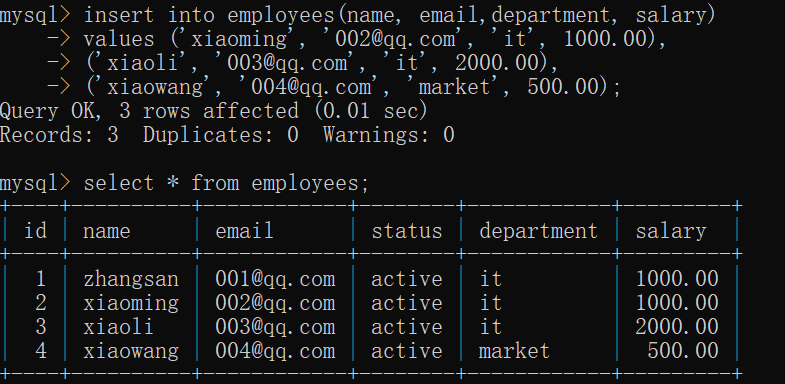 mysql> insert into employees(name, email,department, salary)
    -> values ('xiaoming', '002@qq.com', 'it', 1000.00),
    -> ('xiaoli', '003@qq.com', 'it', 2000.00),
    -> ('xiaowang', '004@qq.com', 'market', 500.00);
Query OK, 3 rows affected (0.01 sec)
Records: 3  Duplicates: 0  Warnings: 0

mysql> select * from employees;
+----+----------+------------+--------+------------+---------+
| id | name     | email      | status | department | salary  |
+----+----------+------------+--------+------------+---------+
|  1 | zhangsan | 001@qq.com | active | it         | 1000.00 |
|  2 | xiaoming | 002@qq.com | active | it         | 1000.00 |
|  3 | xiaoli   | 003@qq.com | active | it         | 2000.00 |
|  4 | xiaowang | 004@qq.com | active | market     |  500.00 |
+----+----------+------------+--------+------------+---------+